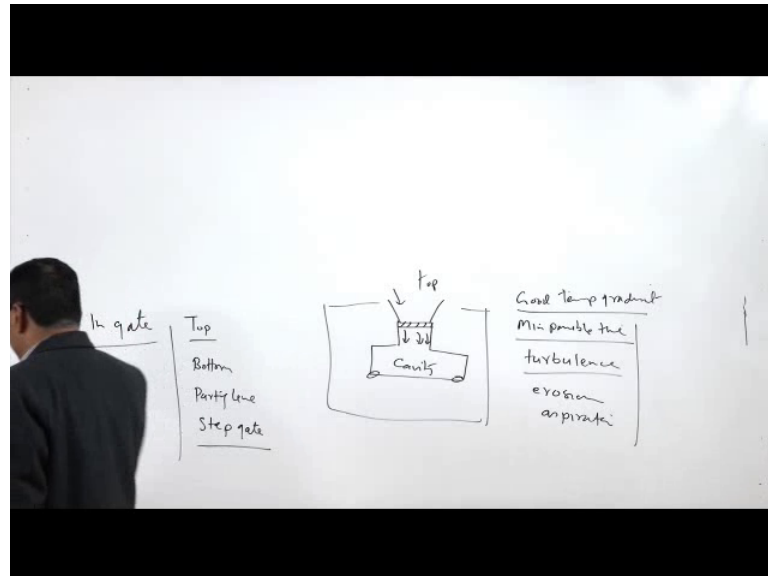 In gate
Top
Bottom
Parting line
Step gate
top
Cavity
Good temp gradient
Min possible time
turbulence
erosion
aspiration